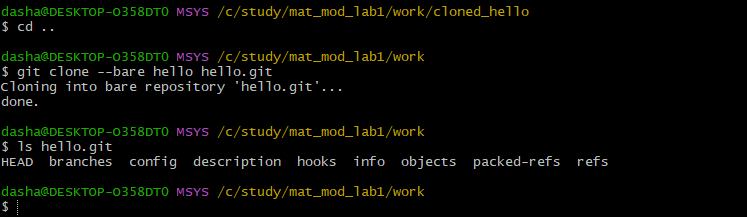 dasha@DESKTOP-O358DT0 MSYS /c/study/mat_mod_lab1/work/cloned_hello
$ cd ..
dasha@DESKTOP-O358DT0 MSYS /c/study/mat_mod_lab1/work
$ git clone --bare hello hello.git
Cloning into bare repository 'hello.git'...
done.
dasha@DESKTOP-O358DT0 MSYS /c/study/mat_mod_lab1/work
$ ls hello.git
HEAD  branches  config  description  hooks  info  objects  packed-refs  refs
dasha@DESKTOP-O358DT0 MSYS /c/study/mat_mod_lab1/work
$